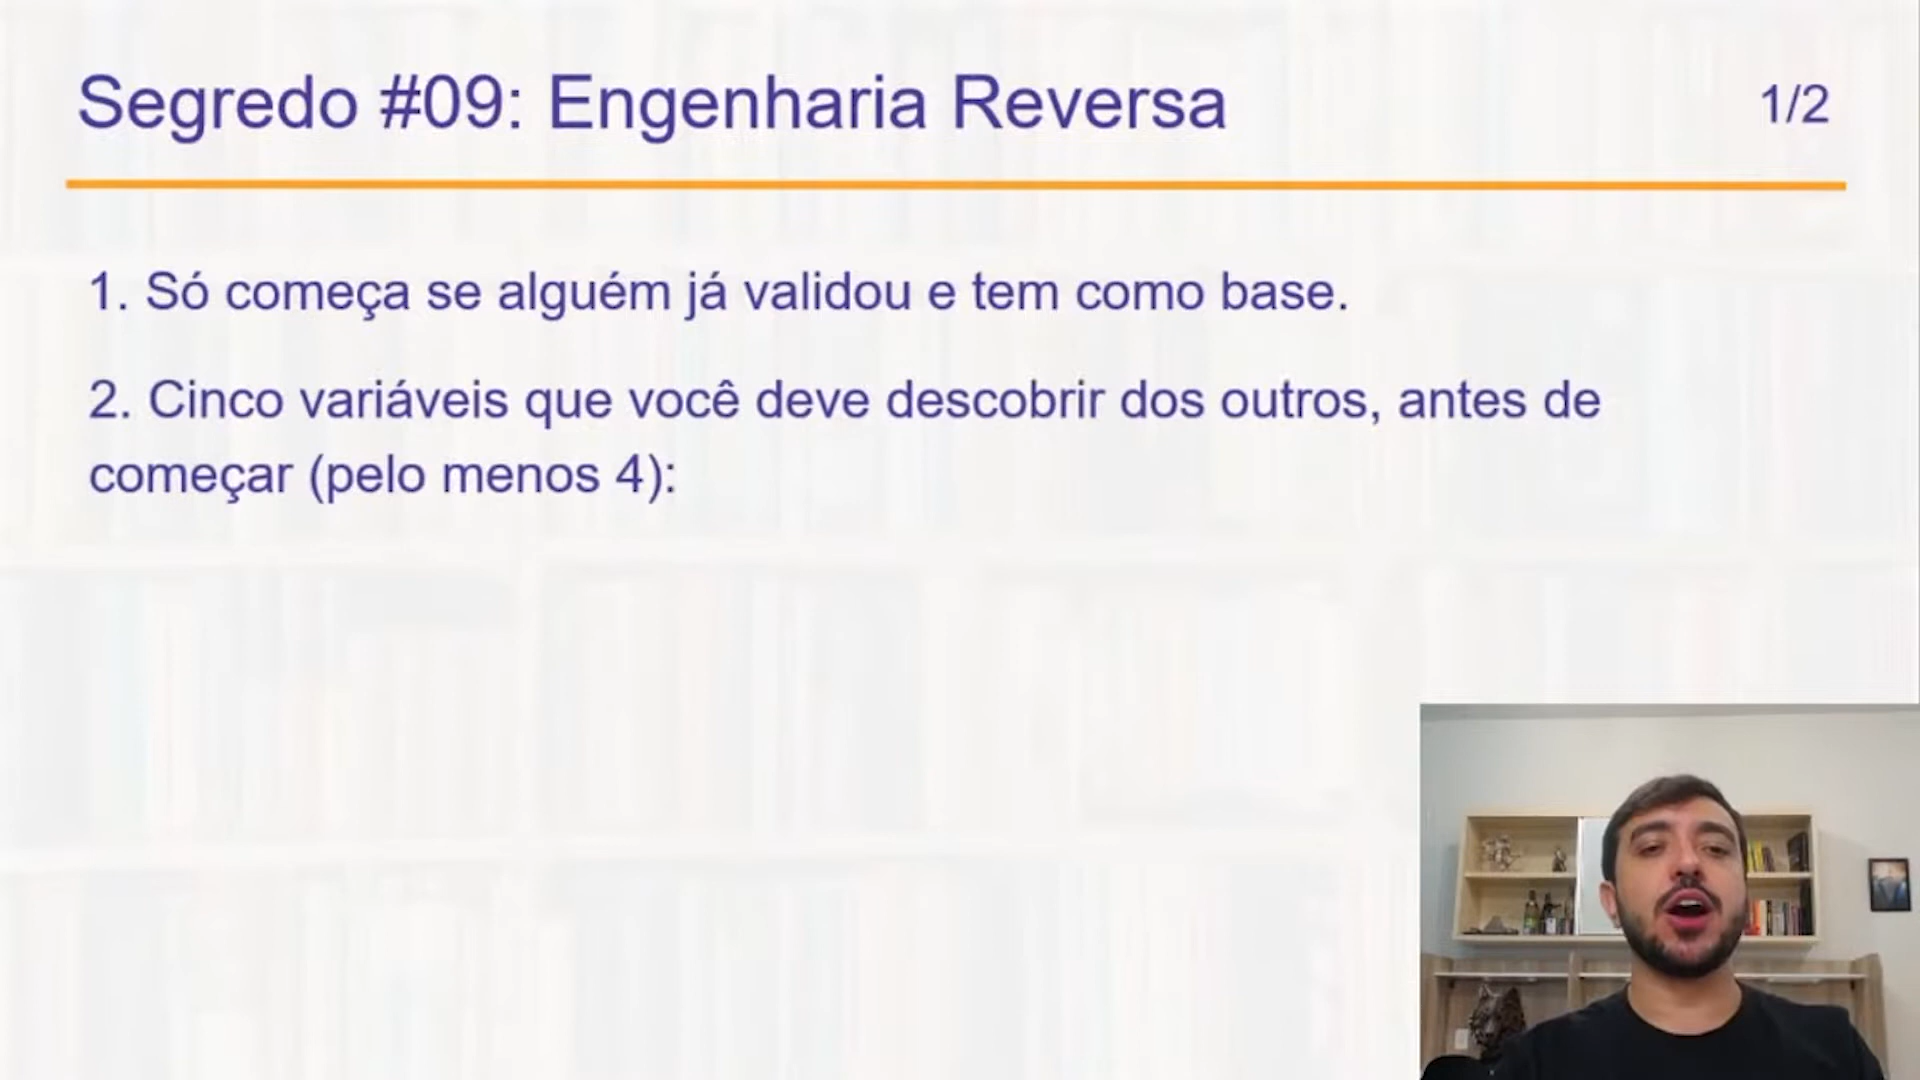 Segredo #09: Engenharia Reversa
1/2
1. Só começa se alguém já validou e tem como base.
2. Cinco variáveis que você deve descobrir dos outros, antes de
começar (pelo menos 4):